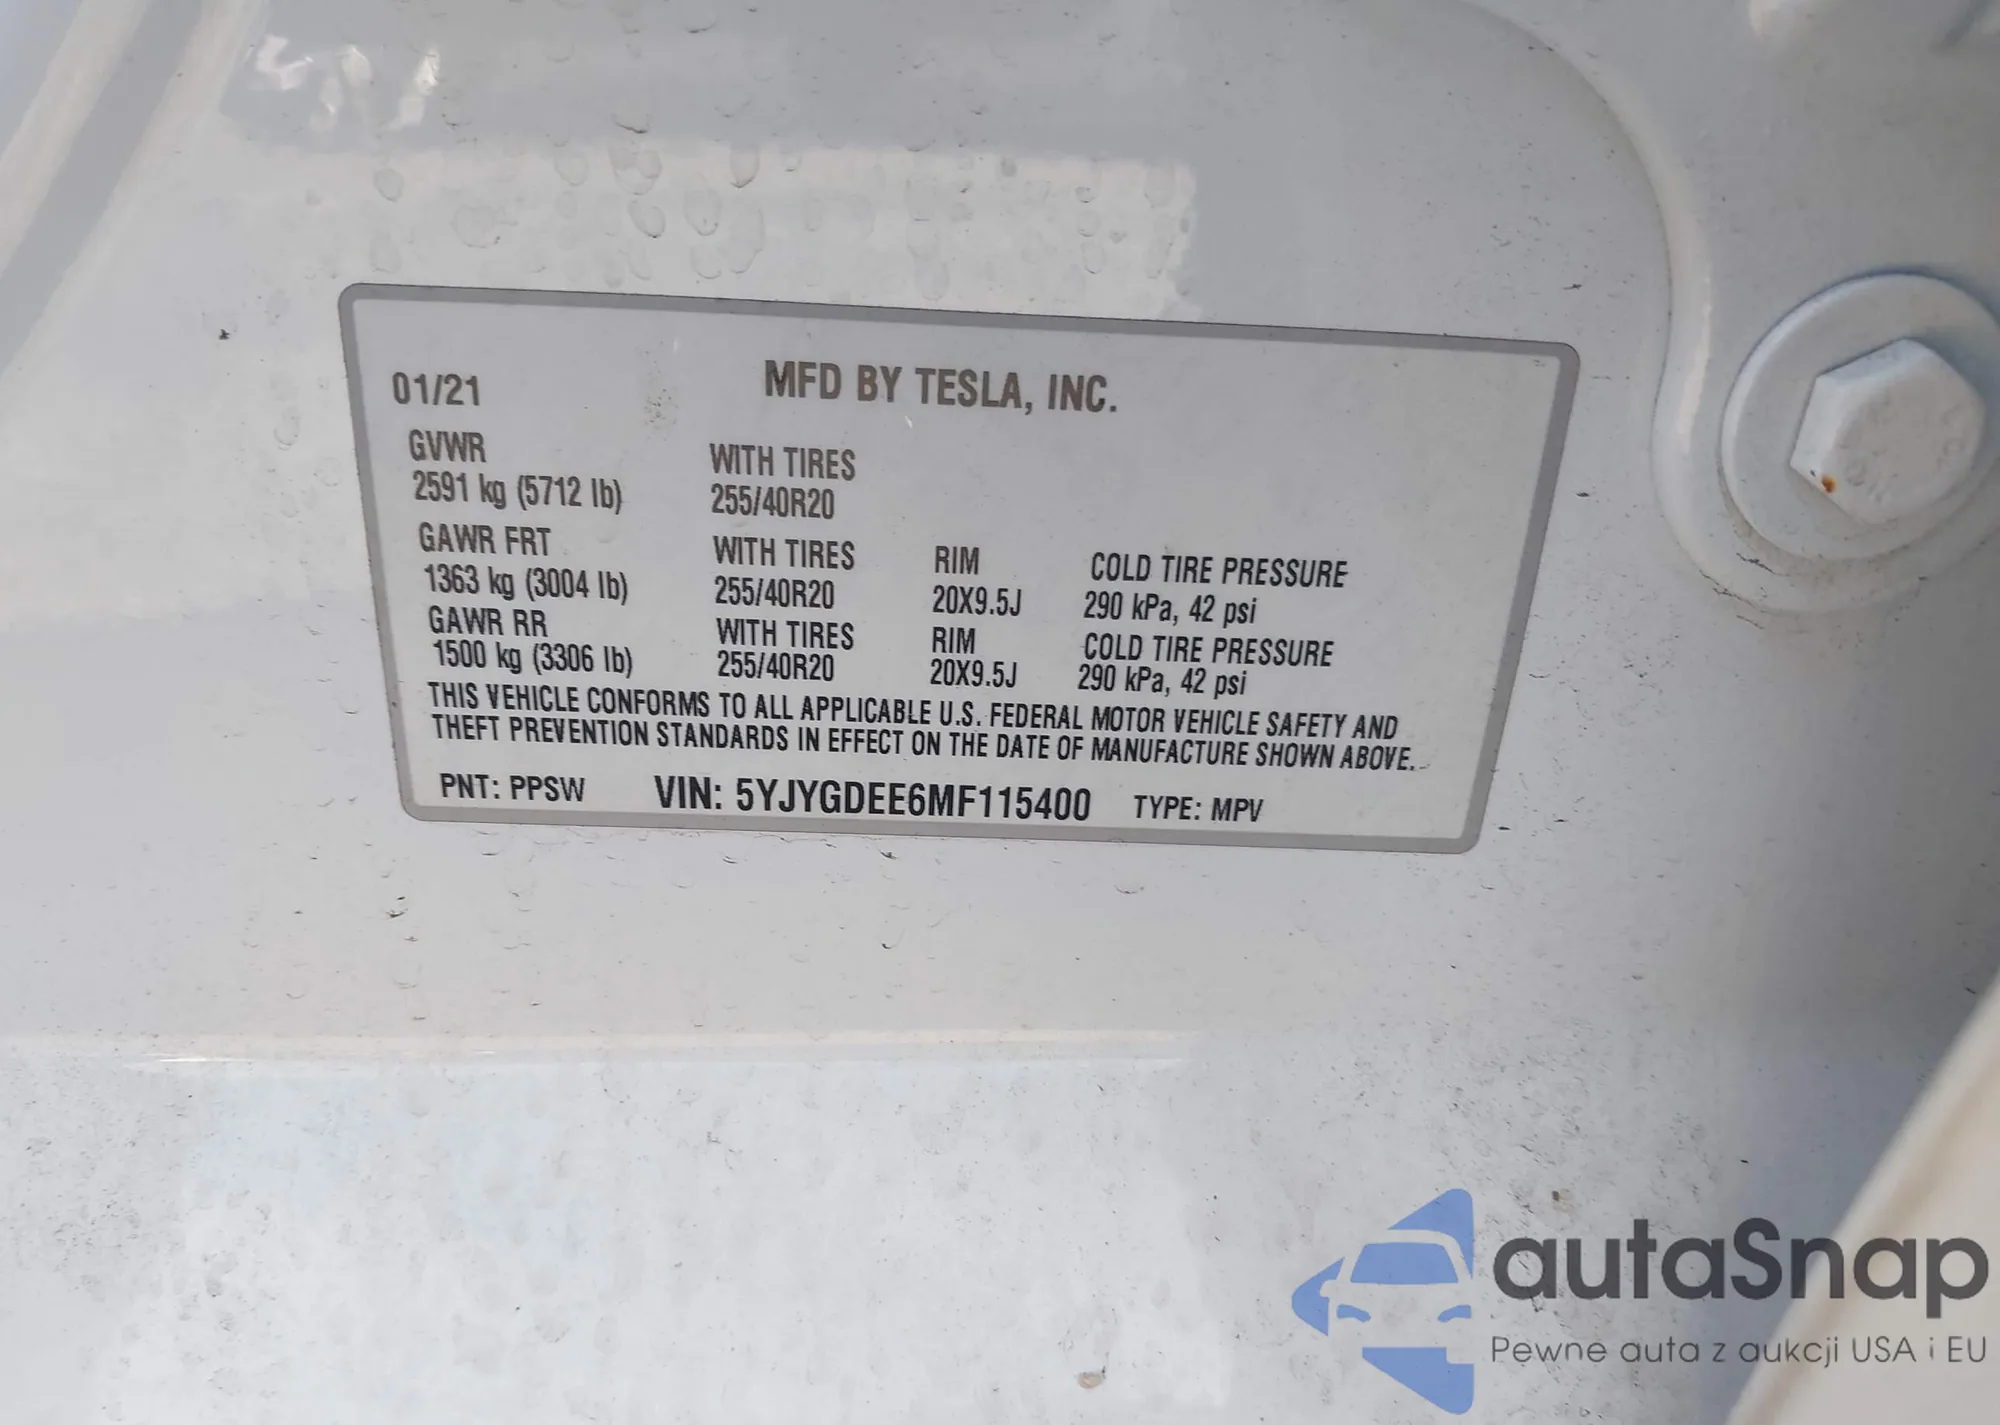 01/21 MFD BY TESLA, INC.
GVWR WITH TIRES
2591 kg (5712 lb) 255/40R20
GAWR FRT WITH TIRES RIM COLD TIRE PRESSURE
1363 kg (3004 lb) 255/40R20 20X9.5J 290 kPa, 42 psi
GAWR RR WITH TIRES RIM COLD TIRE PRESSURE
1500 kg (3306 lb) 255/40R20 20X9.5J 290 kPa, 42 psi
THIS VEHICLE CONFORMS TO ALL APPLICABLE U.S. FEDERAL MOTOR VEHICLE SAFETY AND
THEFT PREVENTION STANDARDS IN EFFECT ON THE DATE OF MANUFACTURE SHOWN ABOVE.
PNT: PPSW VIN: 5YJYGDEE6MF115400 TYPE: MPV
autaSnap
Pewne auta z aukcji USA i EU